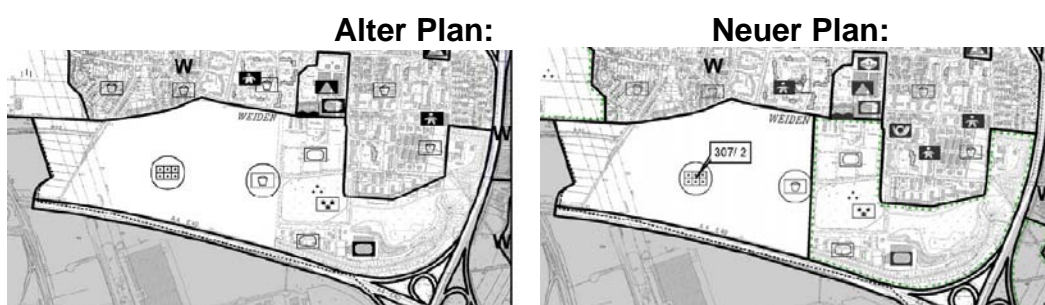 Alter Plan:
Neuer Plan:
W
W
WEIDEN
WEIDEN
307/ 2
W